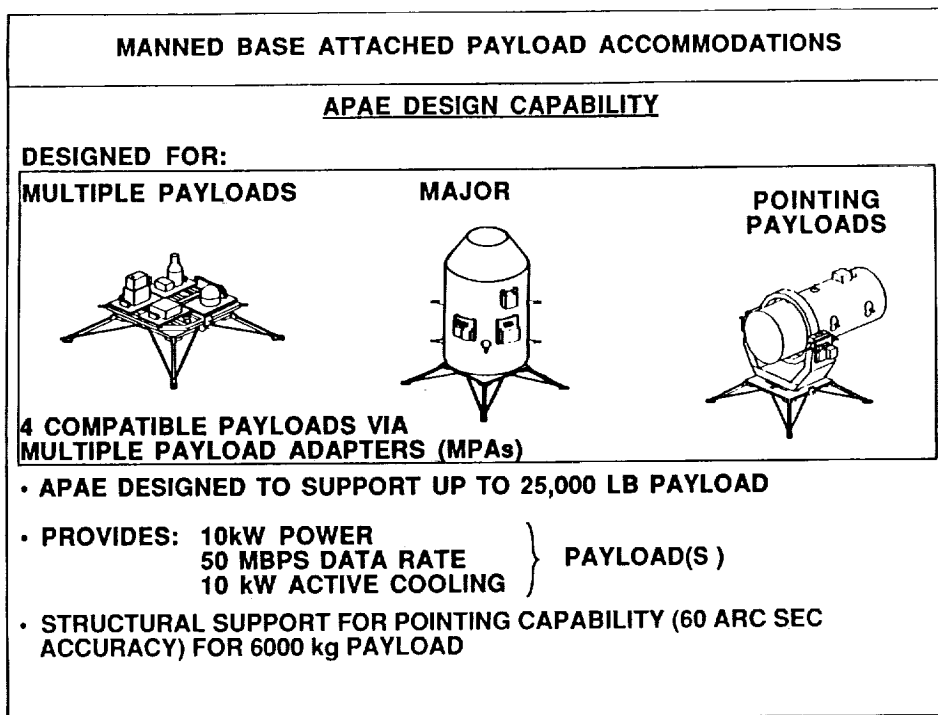 MANNED BASE ATTACHED PAYLOAD ACCOMMODATIONS
APAE DESIGN CAPABILITY
DESIGNED FOR:
MULTIPLE PAYLOADS
MAJOR
POINTING
PAYLOADS
4 COMPATIBLE PAYLOADS VIA
MULTIPLE PAYLOAD ADAPTERS (MPAs)
• APAE DESIGNED TO SUPPORT UP TO 25,000 LB PAYLOAD
• PROVIDES: 10kW POWER
50 MBPS DATA RATE
10 kW ACTIVE COOLING
PAYLOAD(S )
• STRUCTURAL SUPPORT FOR POINTING CAPABILITY (60 ARC SEC
ACCURACY) FOR 6000 kg PAYLOAD